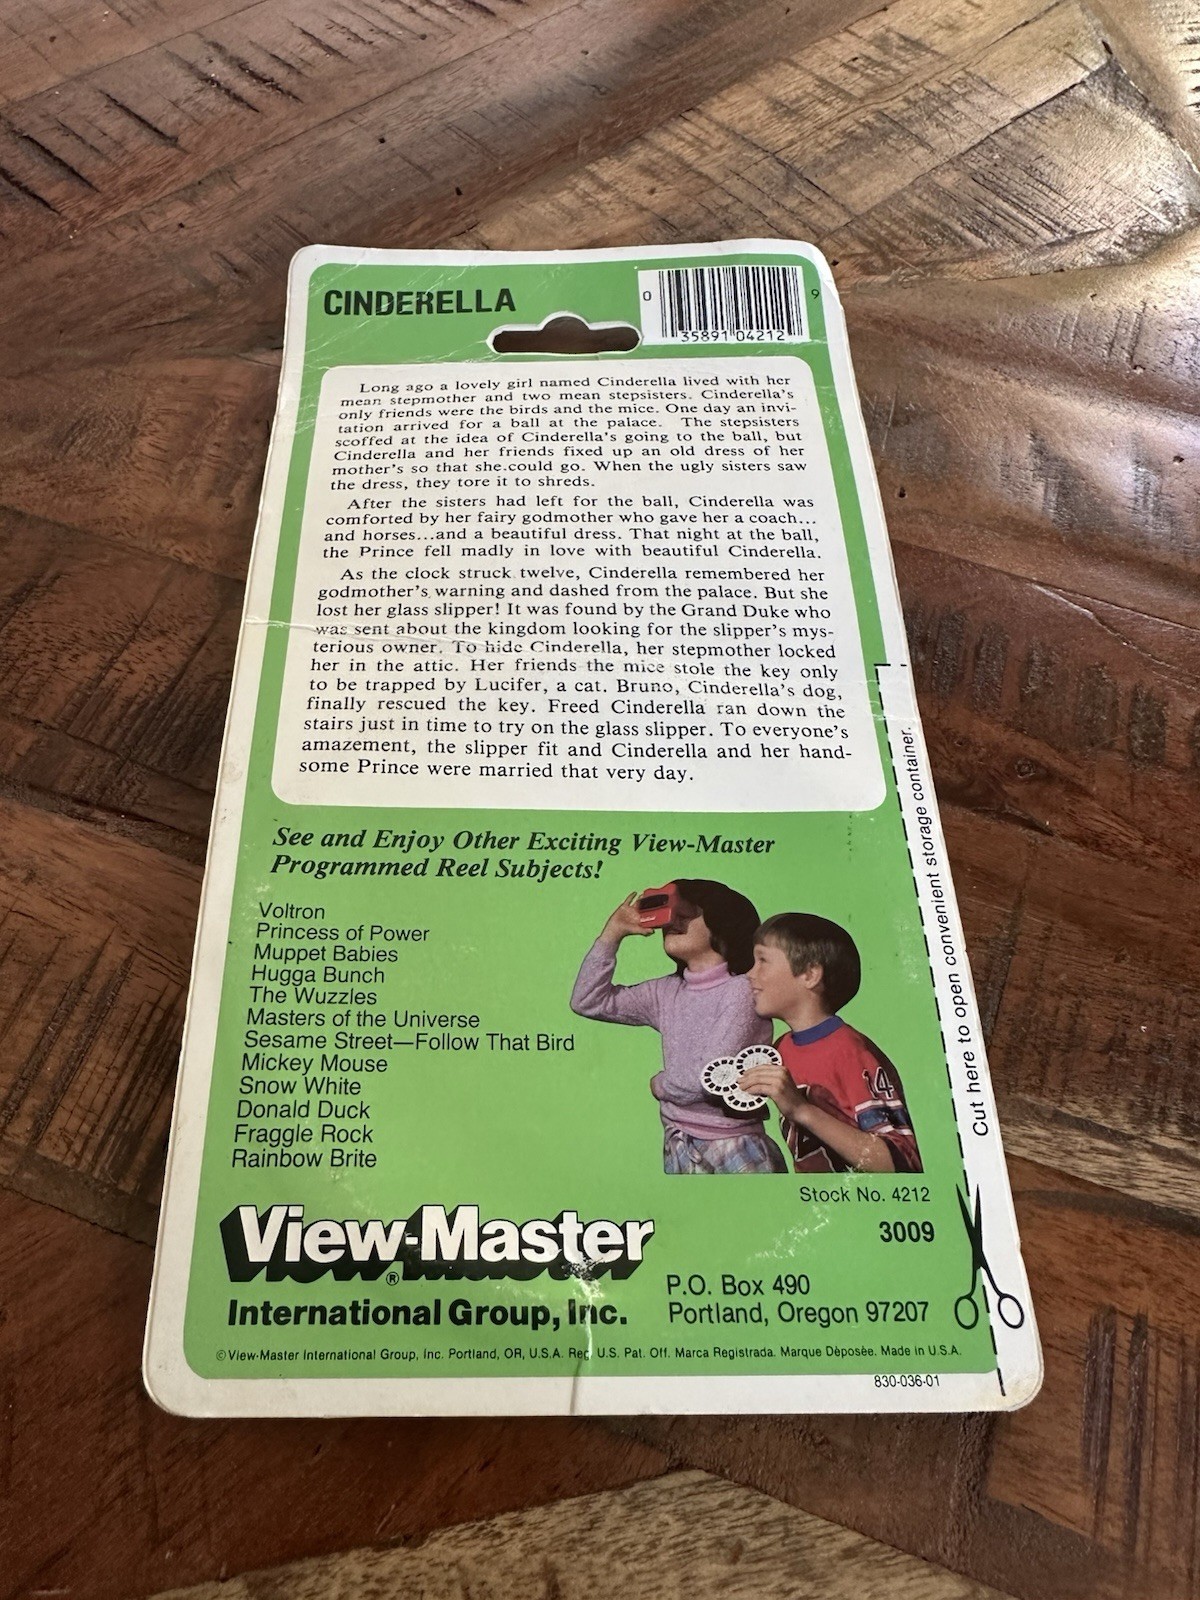 CINDERELLA
0 35891 04212 9
Long ago a lovely girl named Cinderella lived with her
mean stepmother and two mean stepsisters. Cinderella's
only friends were the birds and the mice. One day an invi-
tation arrived for a ball at the palace. The stepsisters
scoffed at the idea of Cinderella's going to the ball, but
Cinderella and her friends fixed up an old dress of her
mother's so that she could go. When the ugly sisters saw
the dress, they tore it to shreds.
After the sisters had left for the ball, Cinderella was
comforted by her fairy godmother who gave her a coach...
and horses...and a beautiful dress. That night at the ball,
the Prince fell madly in love with beautiful Cinderella.
As the clock struck twelve, Cinderella remembered her
godmother's warning and dashed from the palace. But she
lost her glass slipper! It was found by the Grand Duke who
was sent about the kingdom looking for the slipper's mys-
terious owner. To hide Cinderella, her stepmother locked
her in the attic. Her friends the mice stole the key only
to be trapped by Lucifer, a cat. Bruno, Cinderella's dog,
finally rescued the key. Freed Cinderella ran down the
stairs just in time to try on the glass slipper. To everyone's
amazement, the slipper fit and Cinderella and her hand-
some Prince were married that very day.
See and Enjoy Other Exciting View-Master
Programmed Reel Subjects!
Voltron
Princess of Power
Muppet Babies
Hugga Bunch
The Wuzzles
Masters of the Universe
Sesame Street—Follow That Bird
Mickey Mouse
Snow White
Donald Duck
Fraggle Rock
Rainbow Brite
14
Cut here to open convenient storage container.
Stock No. 4212
3009
View-Master®
International Group, Inc.
P.O. Box 490
Portland, Oregon 97207
© View-Master International Group, Inc. Portland, OR, U.S.A. Reg U.S. Pat. Off. Marca Registrada. Marque Dèposée. Made in U.S.A.
830-036-01